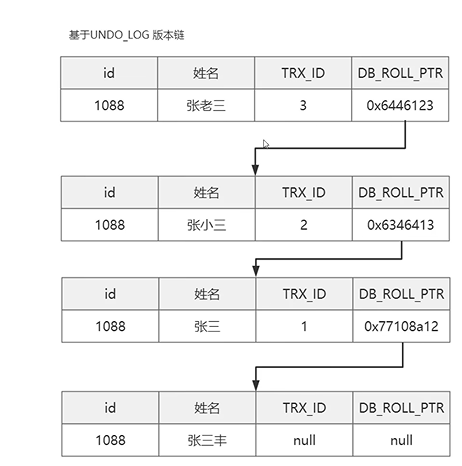 基于UNDO_LOG 版本链
id 姓名 TRX_ID DB_ROLL_PTR
1088 张老三 3 0x6446123
id 姓名 TRX_ID DB_ROLL_PTR
1088 张小三 2 0x6346413
id 姓名 TRX_ID DB_ROLL_PTR
1088 张三 1 0x77108a12
id 姓名 TRX_ID DB_ROLL_PTR
1088 张三丰 null null